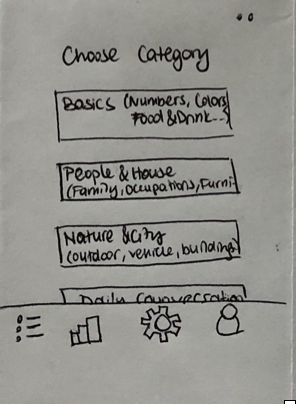 Choose Category
Basics (Numbers, Colors,
Food & Drink...)
People & House
(Family, Occupations, Furni
Nature & City
(outdoor, vehicle, buildings)
Daily Conversation